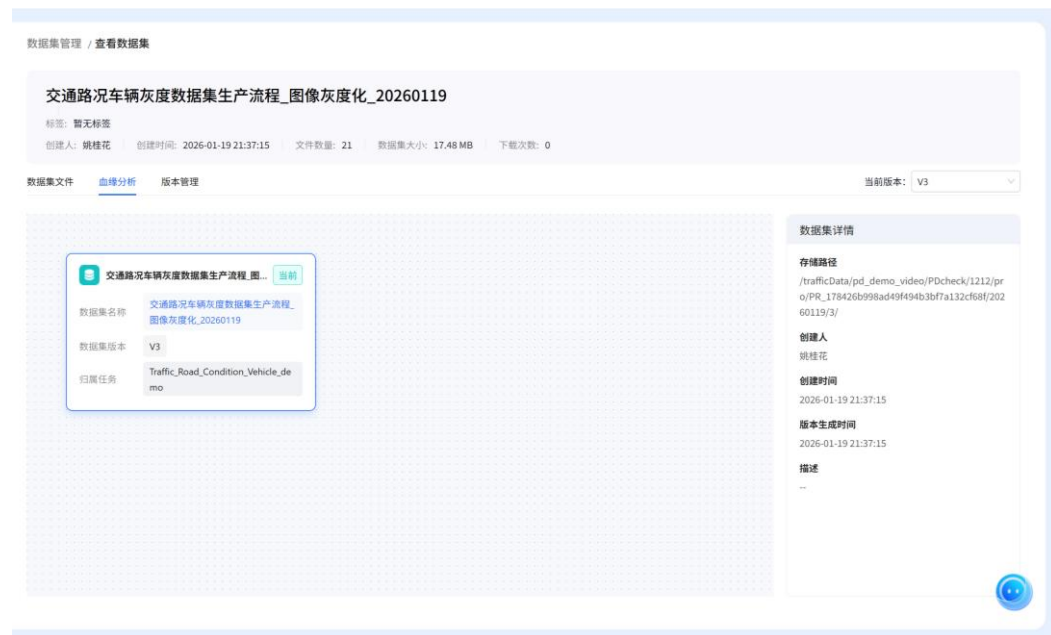 数据集管理 / 查看数据集
交通路况车辆灰度数据集生产流程_图像灰度化_20260119
标签: 暂无标签
创建人: 姚桂花 创建时间: 2026-01-19 21:37:15 文件数量: 21 数据集大小: 17.48 MB 下载次数: 0
数据集文件 血缘分析 版本管理 当前版本: V3
交通路况车辆灰度数据集生产流程_图... 当前
数据集名称 交通路况车辆灰度数据集生产流程_
图像灰度化_20260119
数据集版本 V3
归属任务 Traffic_Road_Condition_Vehicle_de
mo
数据集详情
存储路径
/trafficData/pd_demo_video/PDcheck/1212/pr
o/PR_178426b998ad49f494b3bf7a132cf68f/202
60119/3/
创建人
姚桂花
创建时间
2026-01-19 21:37:15
版本生成时间
2026-01-19 21:37:15
描述
--